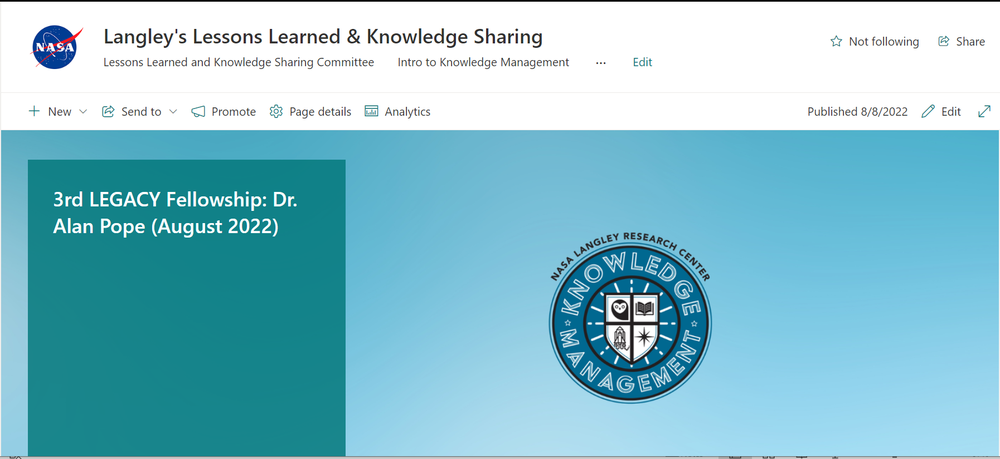 NASA
Langley's Lessons Learned & Knowledge Sharing
Not following
Share
Lessons Learned and Knowledge Sharing Committee
Intro to Knowledge Management
...
Edit
New
Send to
Promote
Page details
Analytics
Published 8/8/2022
Edit
3rd LEGACY Fellowship: Dr.
Alan Pope (August 2022)
NASA LANGLEY RESEARCH CENTER
KNOWLEDGE
MANAGEMENT